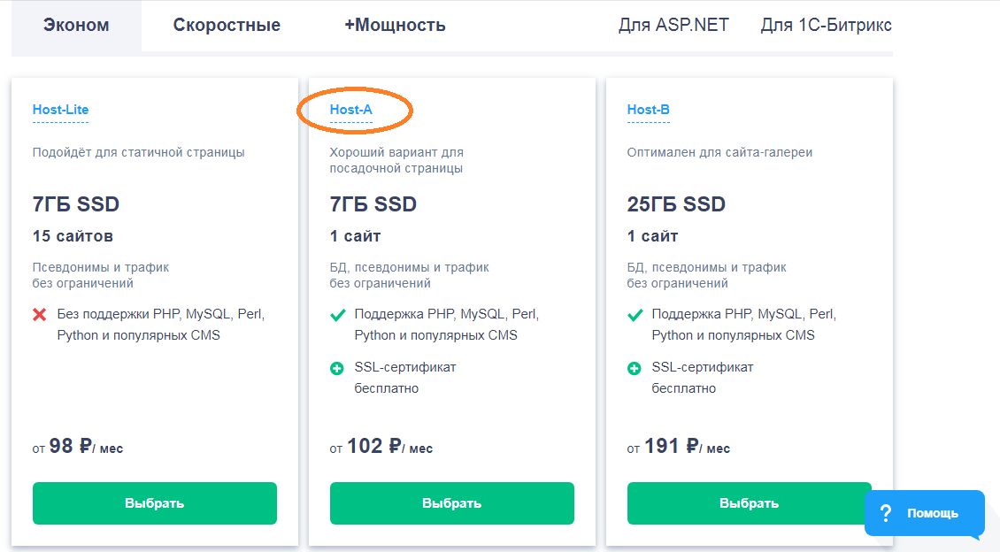 Эконом
Скоростные
+Мощность
Для ASP.NET
Для 1С-Битрикс
Host-Lite
Подойдёт для статичной страницы
7ГБ SSD
15 сайтов
Псевдонимы и трафик
без ограничений
Без поддержки PHP, MySQL, Perl,
Python и популярных CMS
от 98 ₽/ мес
Выбрать
Host-A
Хороший вариант для
посадочной страницы
7ГБ SSD
1 сайт
БД, псевдонимы и трафик
без ограничений
Поддержка PHP, MySQL, Perl,
Python и популярных CMS
SSL-сертификат
бесплатно
от 102 ₽/ мес
Выбрать
Host-B
Оптимален для сайта-галереи
25ГБ SSD
1 сайт
БД, псевдонимы и трафик
без ограничений
Поддержка PHP, MySQL, Perl,
Python и популярных CMS
SSL-сертификат
бесплатно
от 191 ₽/ мес
Выбрать
? Помощь